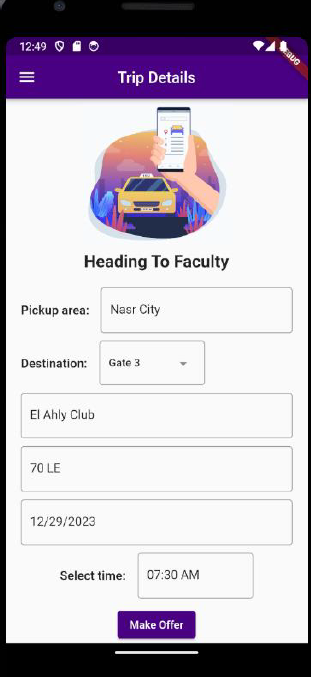 12:49
DEBUG
Trip Details
TAXI
Heading To Faculty
Pickup area: Nasr City
Destination: Gate 3
El Ahly Club
70 LE
12/29/2023
Select time: 07:30 AM
Make Offer